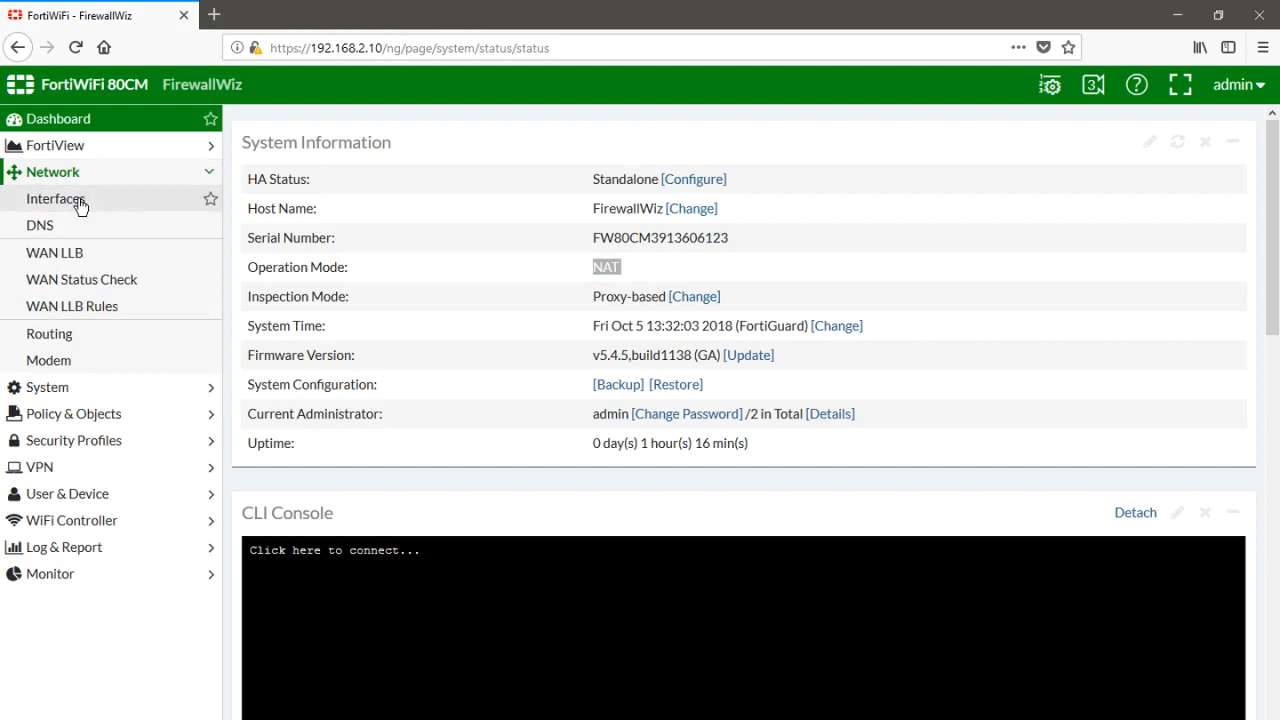 FortiWiFi - FirewallWiz
https://192.168.2.10/ng/page/system/status/status
FortiWiFi 80CM FirewallWiz
3
admin
Dashboard
FortiView
Network
Interfaces
DNS
WAN LLB
WAN Status Check
WAN LLB Rules
Routing
Modem
System
Policy & Objects
Security Profiles
VPN
User & Device
WiFi Controller
Log & Report
Monitor
System Information
HA Status: Standalone [Configure]
Host Name: FirewallWiz [Change]
Serial Number: FW80CM3913606123
Operation Mode: NAT
Inspection Mode: Proxy-based [Change]
System Time: Fri Oct 5 13:32:03 2018 (FortiGuard) [Change]
Firmware Version: v5.4.5,build1138 (GA) [Update]
System Configuration: [Backup] [Restore]
Current Administrator: admin [Change Password] /2 in Total [Details]
Uptime: 0 day(s) 1 hour(s) 16 min(s)
CLI Console Detach
Click here to connect...